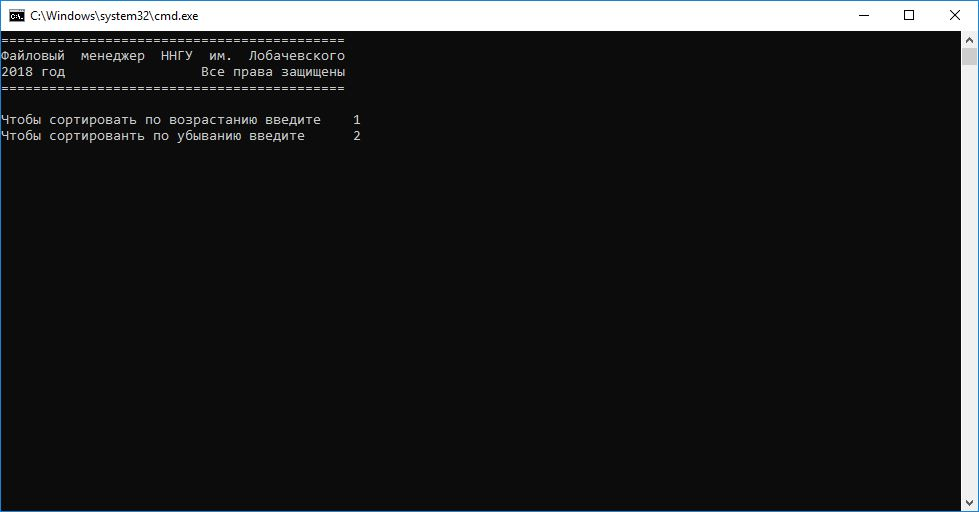 C:\Windows\system32\cmd.exe
===========================================
Файловый  менеджер  ННГУ  им.  Лобачевского
2018 год                 Все права защищены
===========================================
Чтобы сортировать по возрастанию введите    1
Чтобы сортированть по убыванию введите      2